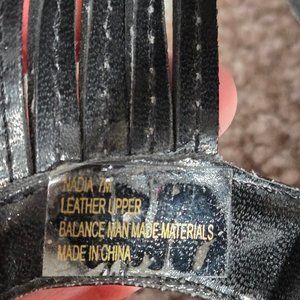 NADIA 7M
LEATHER UPPER
BALANCE MAN MADE MATERIALS
MADE IN CHINA